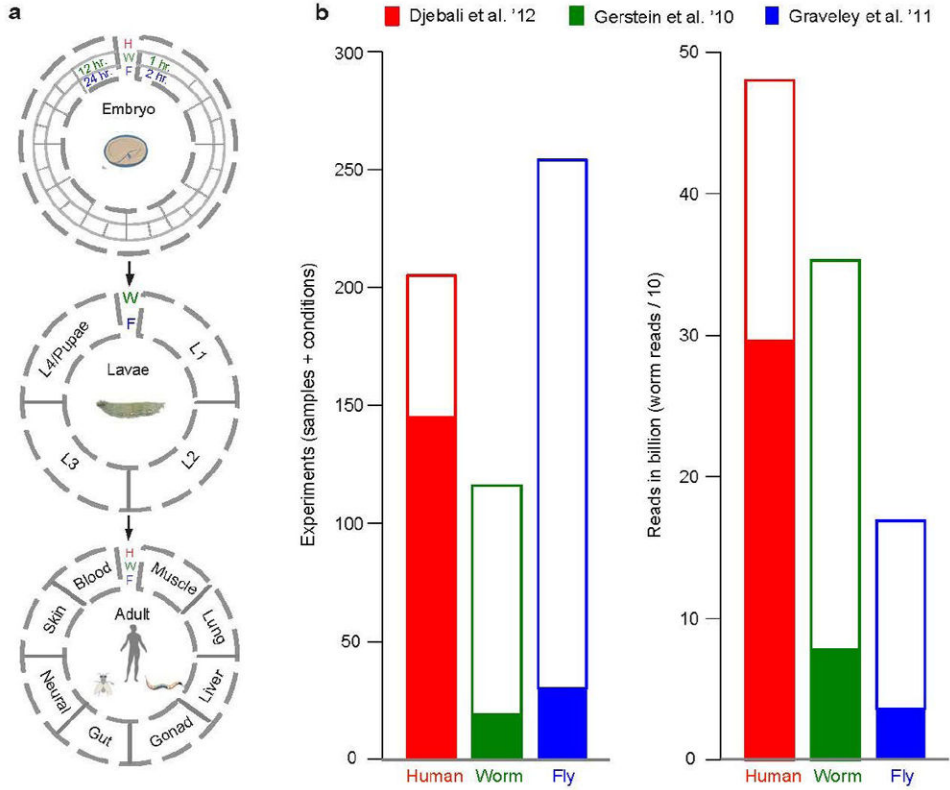 a
H
W
F
12 hr.
1 hr.
24 hr.
2 hr.
Embryo
W
F
L4/Pupae
L1
Lavae
L3
L2
H
W
F
Blood
Muscle
Skin
Adult
Lung
Neural
Liver
Gut
Gonad
b
Djebali et al. '12
Gerstein et al. '10
Graveley et al. '11
Experiments (samples + conditions)
300
250
200
150
100
50
0
Human
Worm
Fly
Reads in billion (worm reads / 10)
50
40
30
20
10
0
Human
Worm
Fly